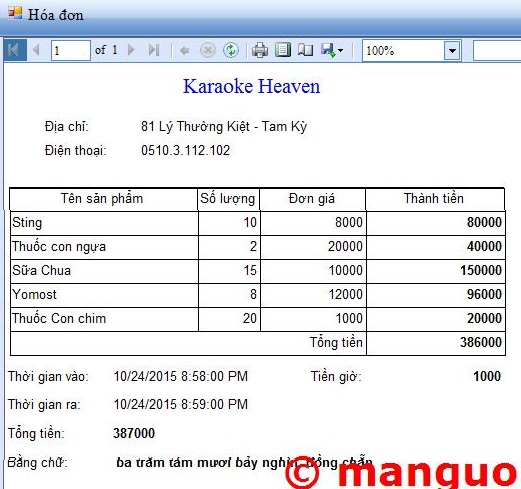 Hóa đơn
1 of 1 100%
Karaoke Heaven
Địa chỉ: 81 Lý Thường Kiệt - Tam Kỳ
Điện thoại: 0510.3.112.102
Tên sản phẩm Số lượng Đơn giá Thành tiền
Sting 10 8000 80000
Thuốc con ngựa 2 20000 40000
Sữa Chua 15 10000 150000
Yomost 8 12000 96000
Thuốc Con chim 20 1000 20000
Tổng tiền 386000
Thời gian vào: 10/24/2015 8:58:00 PM Tiền giờ: 1000
Thời gian ra: 10/24/2015 8:59:00 PM
Tổng tiền: 387000
Bằng chữ: ba trăm tám mươi bảy nghìn đồng chẵn
© manguo